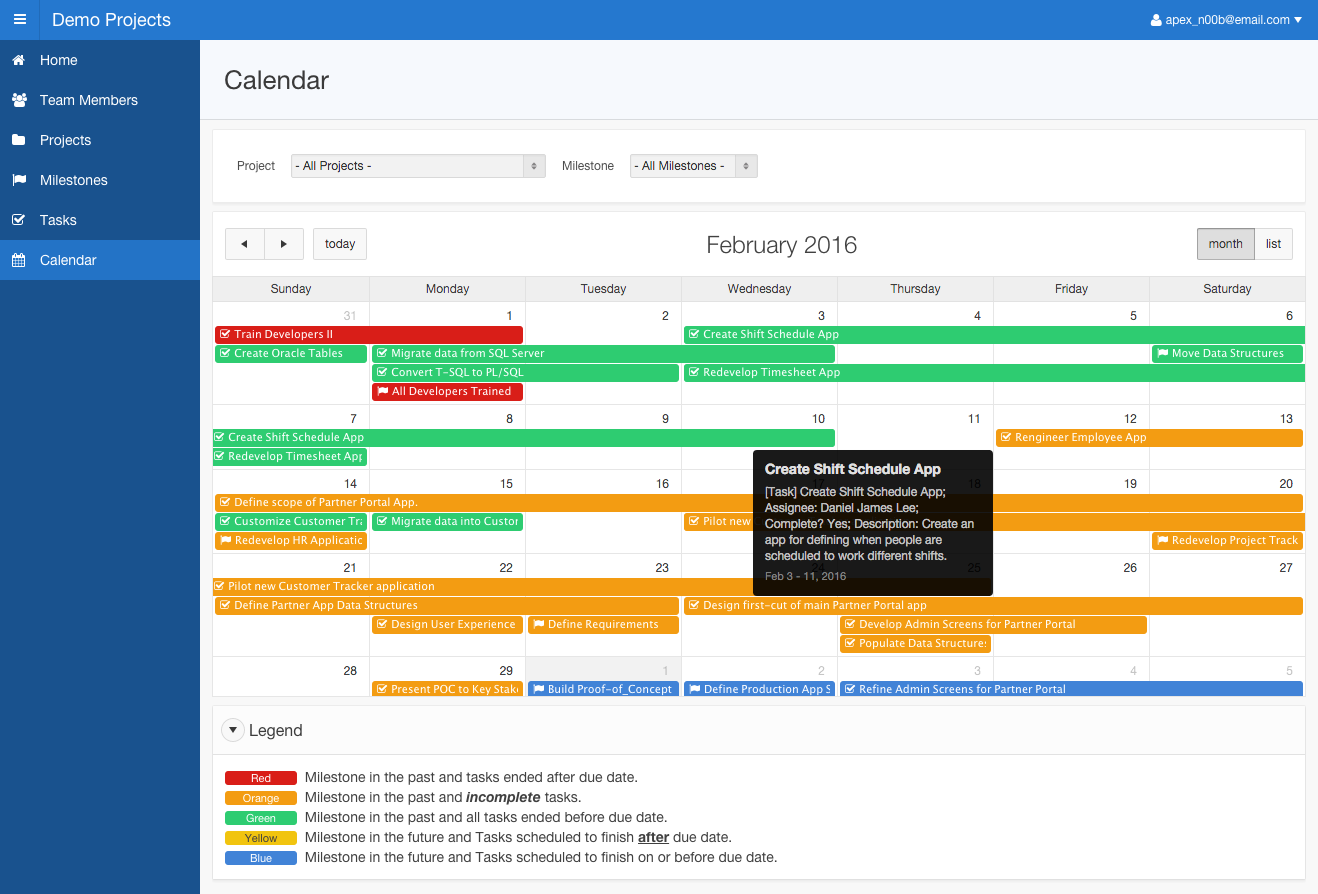 Demo Projects
apex_n00b@email.com
Home
Team Members
Projects
Milestones
Tasks
Calendar
Calendar
Project - All Projects - Milestone - All Milestones -
today February 2016 month list
Sunday Monday Tuesday Wednesday Thursday Friday Saturday
31 1 2 3 4 5 6
Train Developers II Create Shift Schedule App
Create Oracle Tables Migrate data from SQL Server Move Data Structures
Convert T-SQL to PL/SQL Redevelop Timesheet App
All Developers Trained
7 8 9 10 11 12 13
Create Shift Schedule App Rengineer Employee App
Redevelop Timesheet App
14 15 16 18 19 20
Define scope of Partner Portal App.
Customize Customer Tra Migrate data into Custor Pilot new
Redevelop HR Applicatic Redevelop Project Track
Create Shift Schedule App
[Task] Create Shift Schedule App;
Assignee: Daniel James Lee;
Complete? Yes; Description: Create an
app for defining when people are
scheduled to work different shifts.
Feb 3 - 11, 2016
21 22 23 25 26 27
Pilot new Customer Tracker application
Define Partner App Data Structures Design first-cut of main Partner Portal app
Design User Experience Define Requirements Develop Admin Screens for Partner Portal
Populate Data Structures
28 29 1 2 3 4 5
Present POC to Key Stak Build Proof-of_Concept Define Production App S Refine Admin Screens for Partner Portal
Legend
Red Milestone in the past and tasks ended after due date.
Orange Milestone in the past and incomplete tasks.
Green Milestone in the past and all tasks ended before due date.
Yellow Milestone in the future and Tasks scheduled to finish after due date.
Blue Milestone in the future and Tasks scheduled to finish on or before due date.